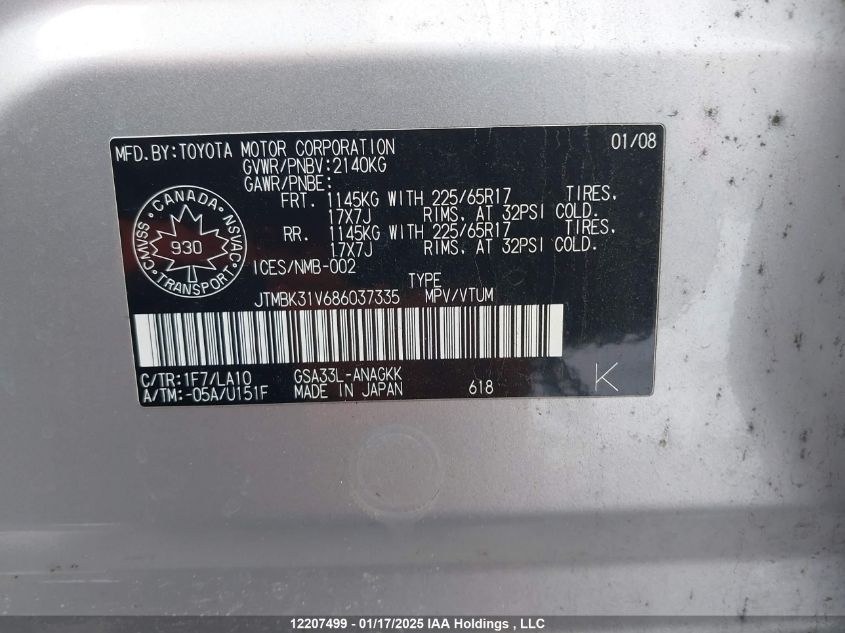 MFD.BY:TOYOTA MOTOR CORPORATION 01/08
GVWR/PNBV:2140KG
GAWR/PNBE:
FRT. 1145KG WITH 225/65R17 TIRES.
17X7J RIMS. AT 32PSI COLD.
RR. 1145KG WITH 225/65R17 TIRES.
17X7J RIMS. AT 32PSI COLD.
CANADA
CMVSS 930 NSVAC
TRANSPORT
ICES/NMB-002
TYPE
JTMBK31V686037335 MPV/VTUM
C/TR:1F7/LA10 GSA33L-ANAGKK
A/TM:-05A/U151F MADE IN JAPAN 618 K
12207499 - 01/17/2025 IAA Holdings , LLC